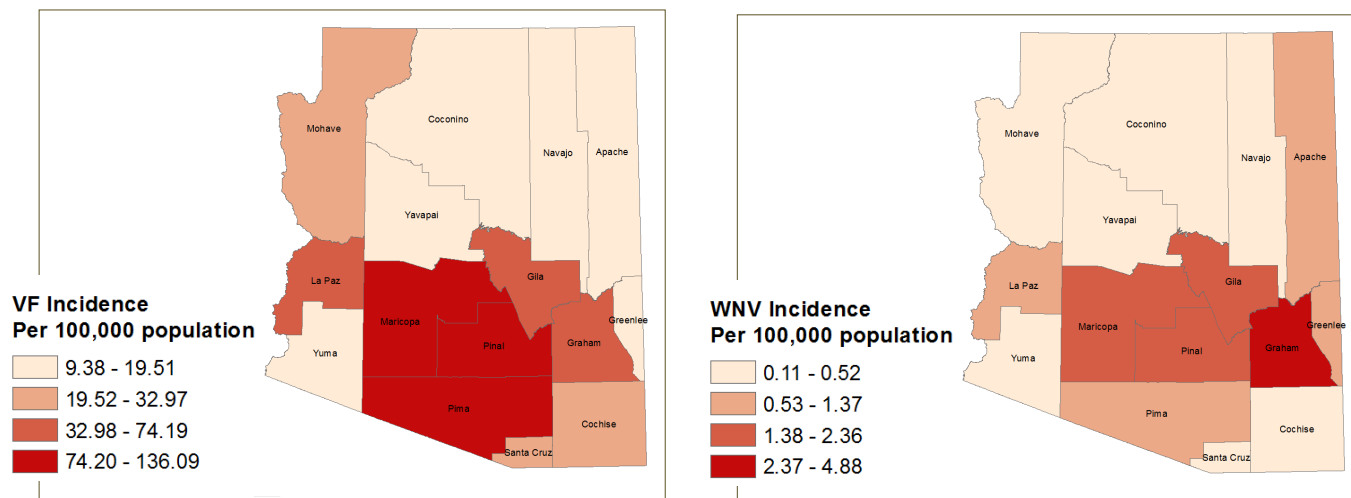 Mohave
Coconino
Navajo
Apache
Yavapai
La Paz
Gila
Maricopa
Pinal
Graham
Greenlee
Yuma
Pima
Cochise
Santa Cruz
VF Incidence
Per 100,000 population
9.38 - 19.51
19.52 - 32.97
32.98 - 74.19
74.20 - 136.09
Mohave
Coconino
Navajo
Apache
Yavapai
La Paz
Gila
Maricopa
Pinal
Graham
Greenlee
Yuma
Pima
Cochise
Santa Cruz
WNV Incidence
Per 100,000 population
0.11 - 0.52
0.53 - 1.37
1.38 - 2.36
2.37 - 4.88